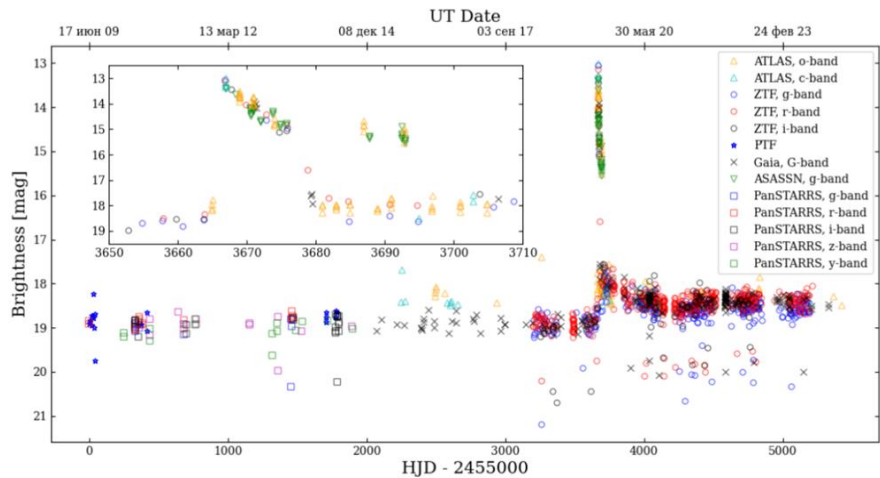 UT Date
17 июн 09 13 мар 12 08 дек 14 03 сен 17 30 мая 20 24 фев 23
Brightness [mag]
13
14
15
16
17
18
19
20
21
13
14
15
16
17
18
19
3650 3660 3670 3680 3690 3700 3710
ATLAS, o-band
ATLAS, c-band
ZTF, g-band
ZTF, r-band
ZTF, i-band
PTF
Gaia, G-band
ASASSN, g-band
PanSTARRS, g-band
PanSTARRS, r-band
PanSTARRS, i-band
PanSTARRS, z-band
PanSTARRS, y-band
0 1000 2000 3000 4000 5000
HJD - 2455000